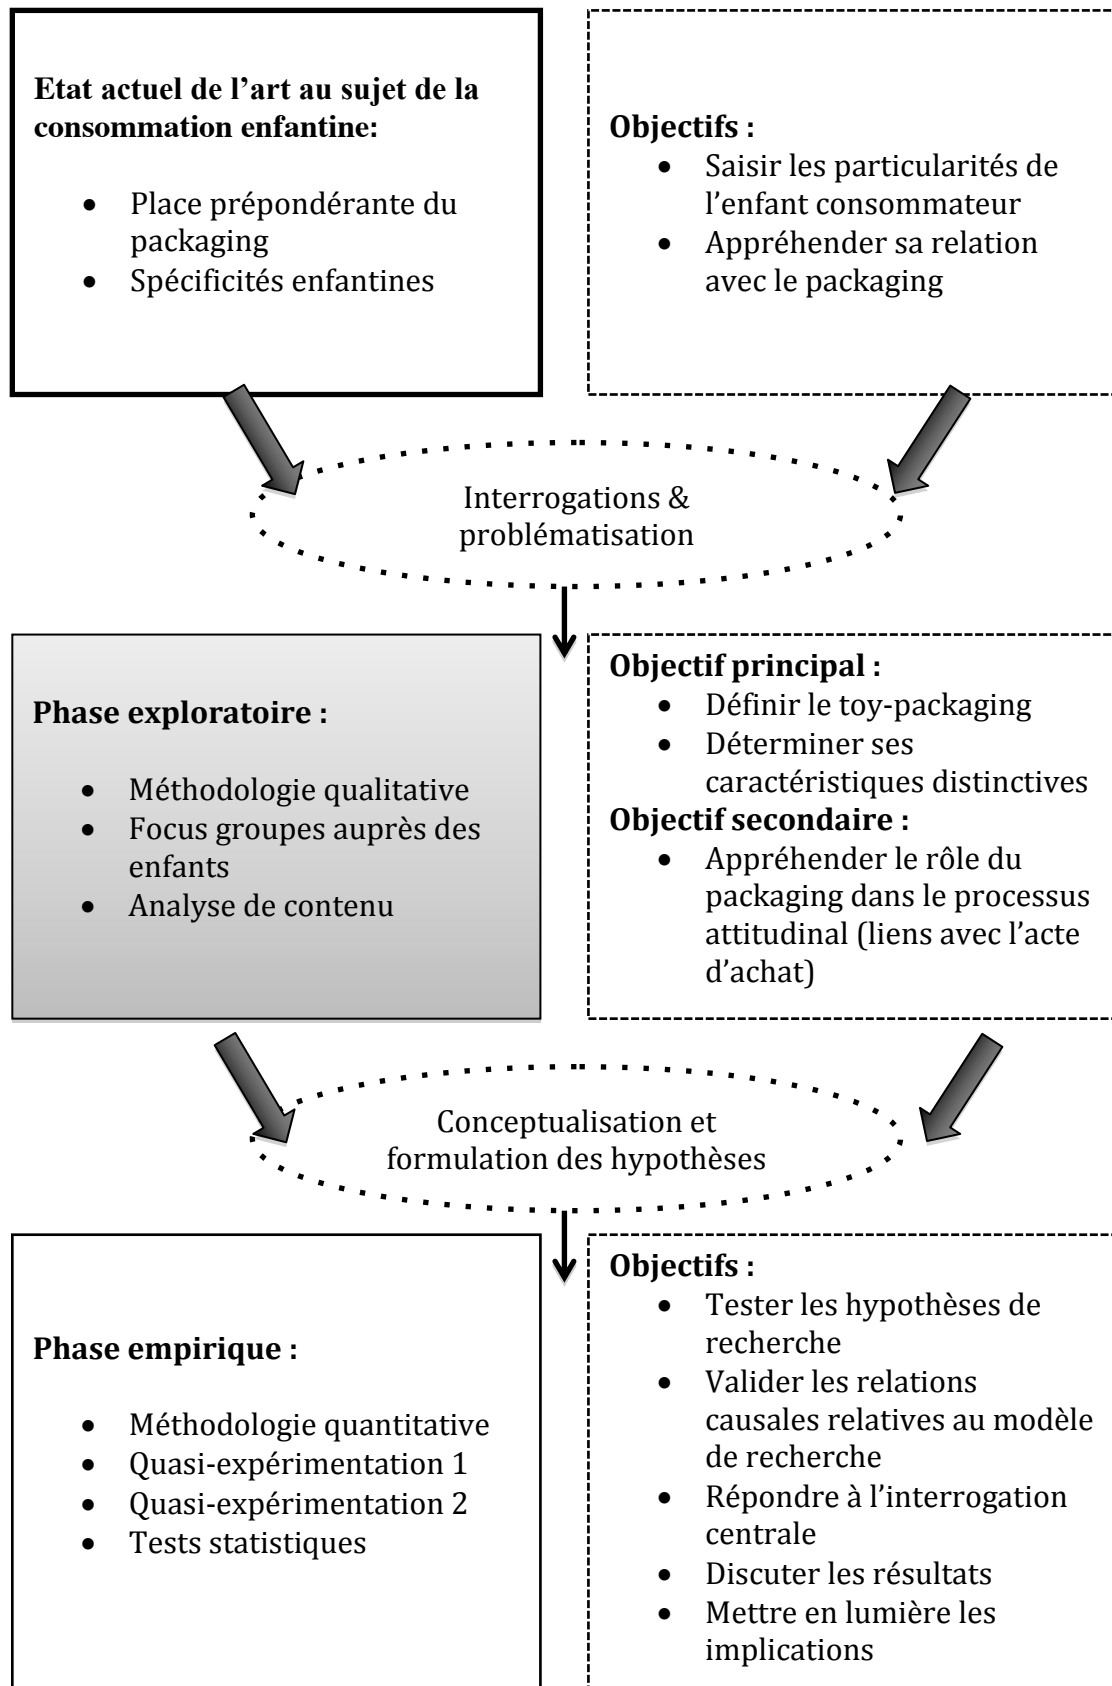 Etat actuel de l’art au sujet de la
consommation enfantine:
• Place prépondérante du
packaging
• Spécificités enfantines
Objectifs :
• Saisir les particularités de
l’enfant consommateur
• Appréhender sa relation
avec le packaging
Interrogations &
problématisation
Phase exploratoire :
• Méthodologie qualitative
• Focus groupes auprès des
enfants
• Analyse de contenu
Objectif principal :
• Définir le toy-packaging
• Déterminer ses
caractéristiques distinctives
Objectif secondaire :
• Appréhender le rôle du
packaging dans le processus
attitudinal (liens avec l’acte
d’achat)
Conceptualisation et
formulation des hypothèses
Phase empirique :
• Méthodologie quantitative
• Quasi-expérimentation 1
• Quasi-expérimentation 2
• Tests statistiques
Objectifs :
• Tester les hypothèses de
recherche
• Valider les relations
causales relatives au modèle
de recherche
• Répondre à l’interrogation
centrale
• Discuter les résultats
• Mettre en lumière les
implications